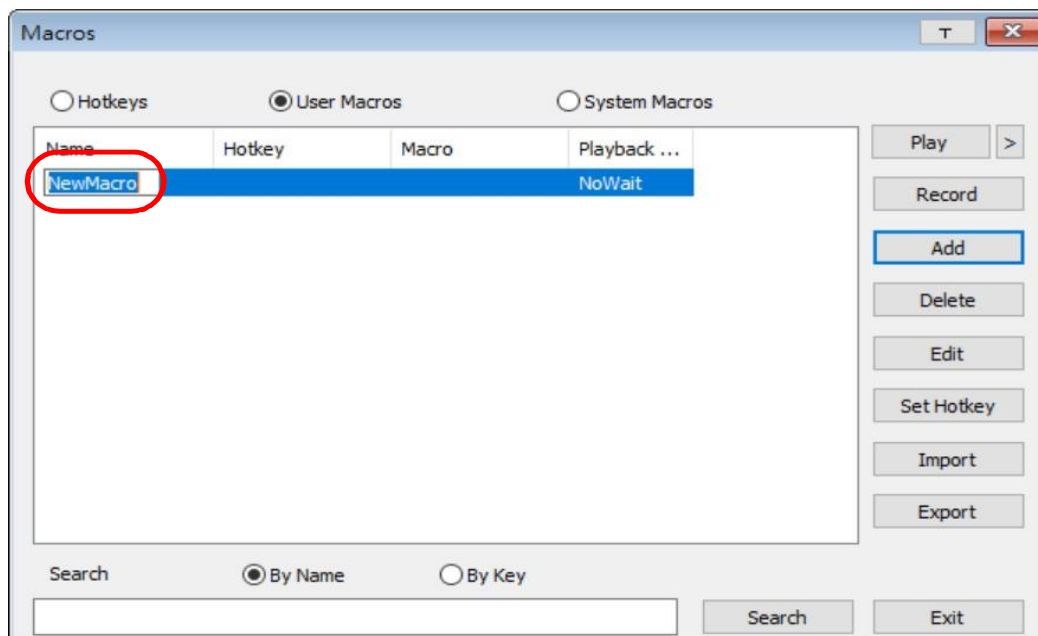 Macros T
Hotkeys User Macros System Macros
Name Hotkey Macro Playback ... Play >
NewMacro NoWait
Record
Add
Delete
Edit
Set Hotkey
Import
Export
Search By Name By Key
Search Exit